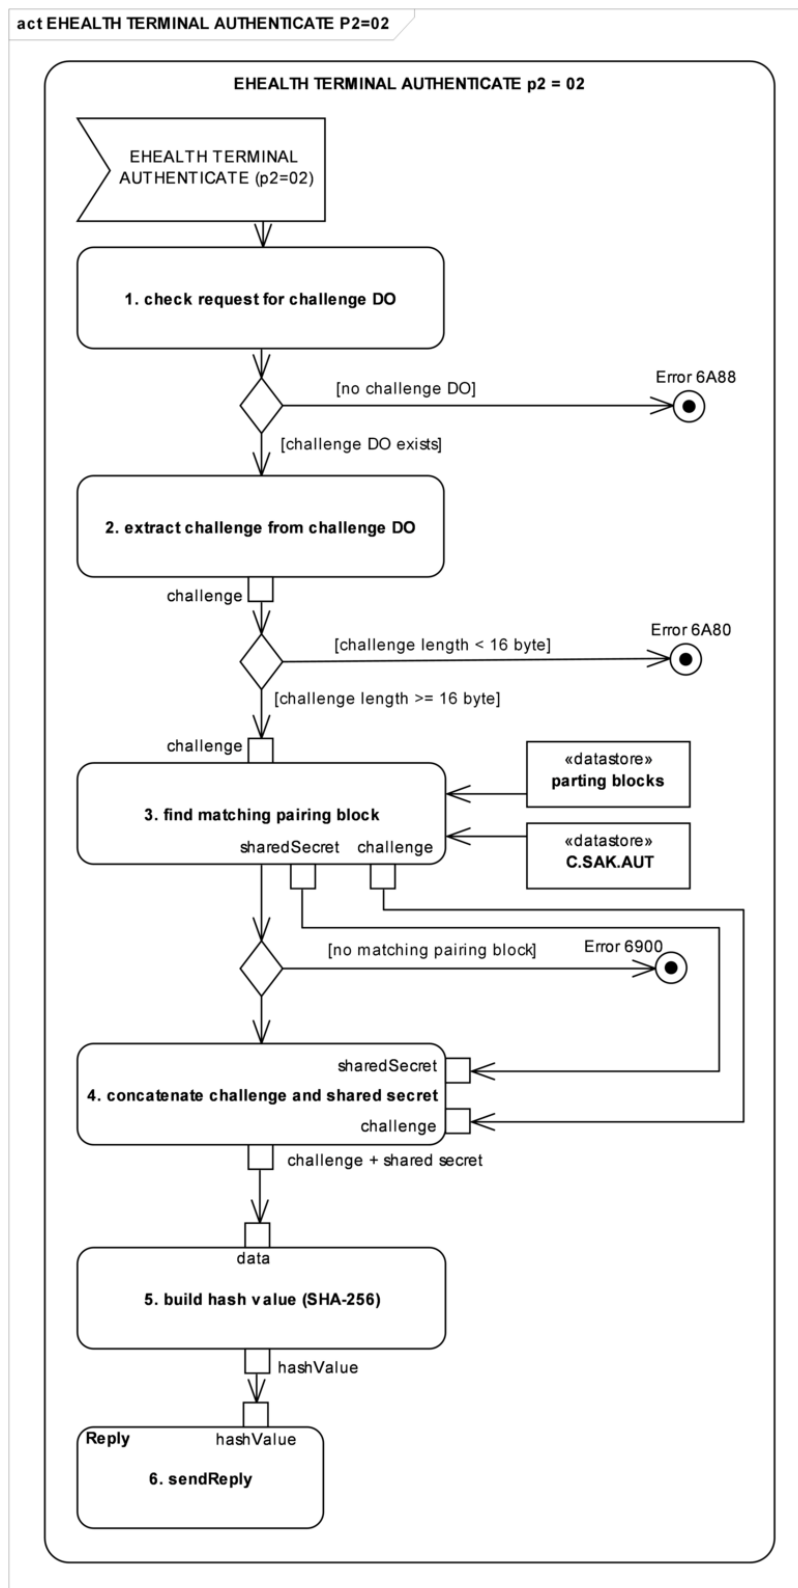 act EHEALTH TERMINAL AUTHENTICATE P2=02
EHEALTH TERMINAL AUTHENTICATE p2 = 02
EHEALTH TERMINAL
AUTHENTICATE (p2=02)
1. check request for challenge DO
Error 6A88
[no challenge DO]
[challenge DO exists]
2. extract challenge from challenge DO
challenge
Error 6A80
[challenge length < 16 byte]
[challenge length >= 16 byte]
challenge
«datastore»
parting blocks
3. find matching pairing block
«datastore»
C.SAK.AUT
sharedSecret
challenge
[no matching pairing block]
Error 6900
sharedSecret
4. concatenate challenge and shared secret
challenge
challenge + shared secret
data
5. build hash value (SHA-256)
hashValue
Reply
hashValue
6. sendReply